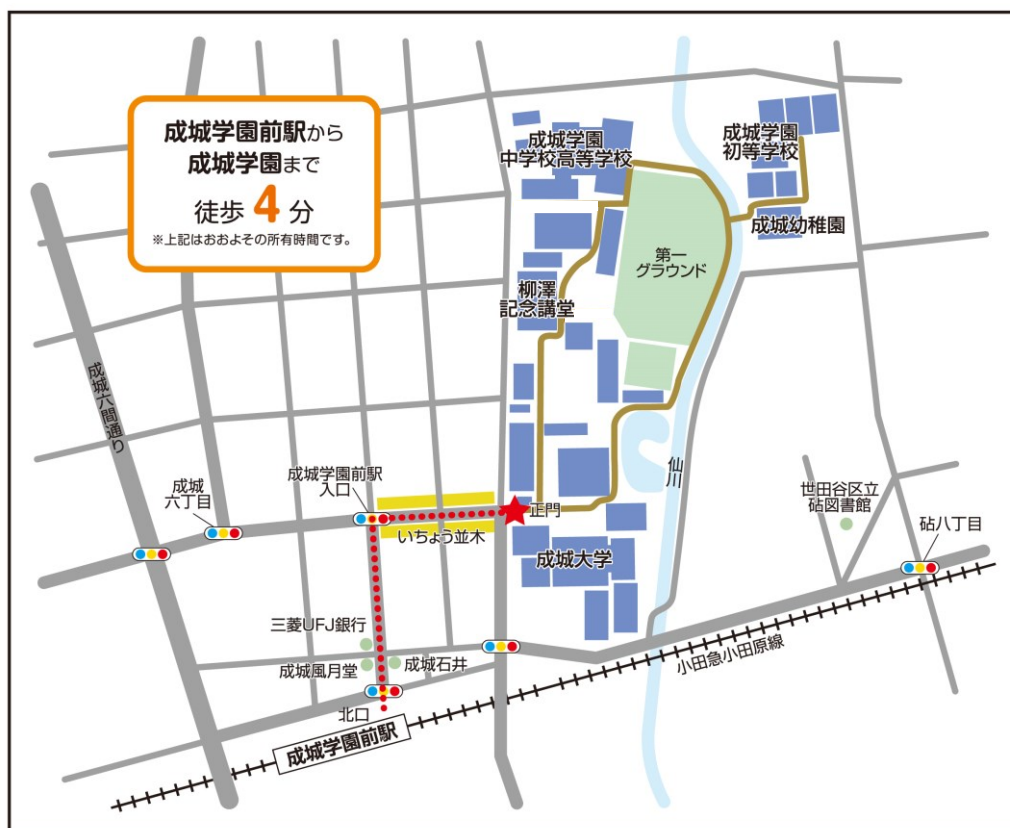 成城学園前駅から
成城学園まで
徒歩 4 分
※上記はおおよその所有時間です。
成城学園
中学校高等学校
成城学園
初等学校
成城幼稚園
第一
グラウンド
柳澤
記念講堂
成城六間通り
成城
六丁目
成城学園前駅
入口
いちょう並木
正門
仙川
世田谷区立
砧図書館
砧八丁目
成城大学
三菱UFJ銀行
成城風月堂
成城石井
北口
成城学園前駅
小田急小田原線